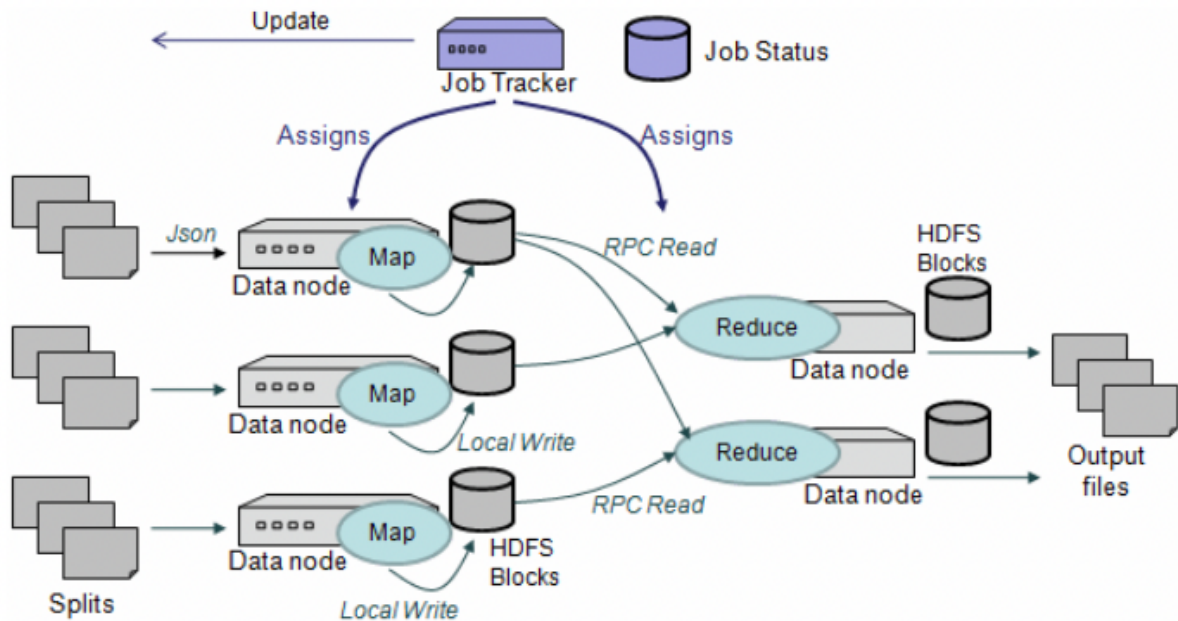 Update
Job Tracker
Job Status
Assigns
Assigns
Json
Map
Data node
RPC Read
HDFS
Blocks
Reduce
Data node
Map
Data node
Local Write
Reduce
Data node
Output
files
RPC Read
Map
Data node
HDFS
Blocks
Splits
Local Write